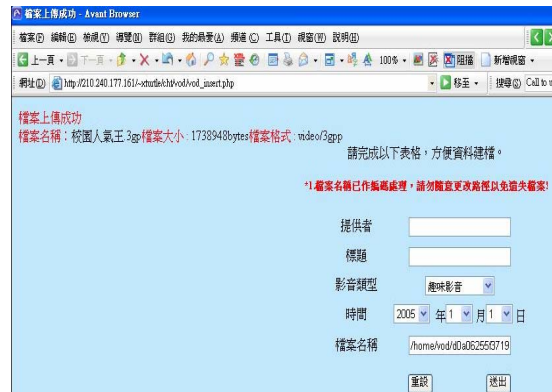 檔案上傳成功 - Avant Browser
檔案(F) 編輯(E) 檢視(V) 導覽(N) 群組(G) 我的最愛(A) 頻道(C) 工具(T) 視窗(W) 說明(H)
上一頁 下一頁 100% 阻擋 新增視窗
網址(D) http://210.240.177.161/~xturtle/cht/vod/vod_insert.php 移至 搜尋(S) Call to
檔案上傳成功
檔案名稱：校園人氣王.3gp檔案大小:1738948bytes檔案格式:video/3gpp
請完成以下表格，方便資料建檔。
*1.檔案名稱已作編碼處理，請勿隨意更改路徑以免遺失檔案!
提供者
標題
影音類型 趣味影音
時間 2005 年 1 月 1 日
檔案名稱 /home/vod/d0a06255f3719
重設 送出